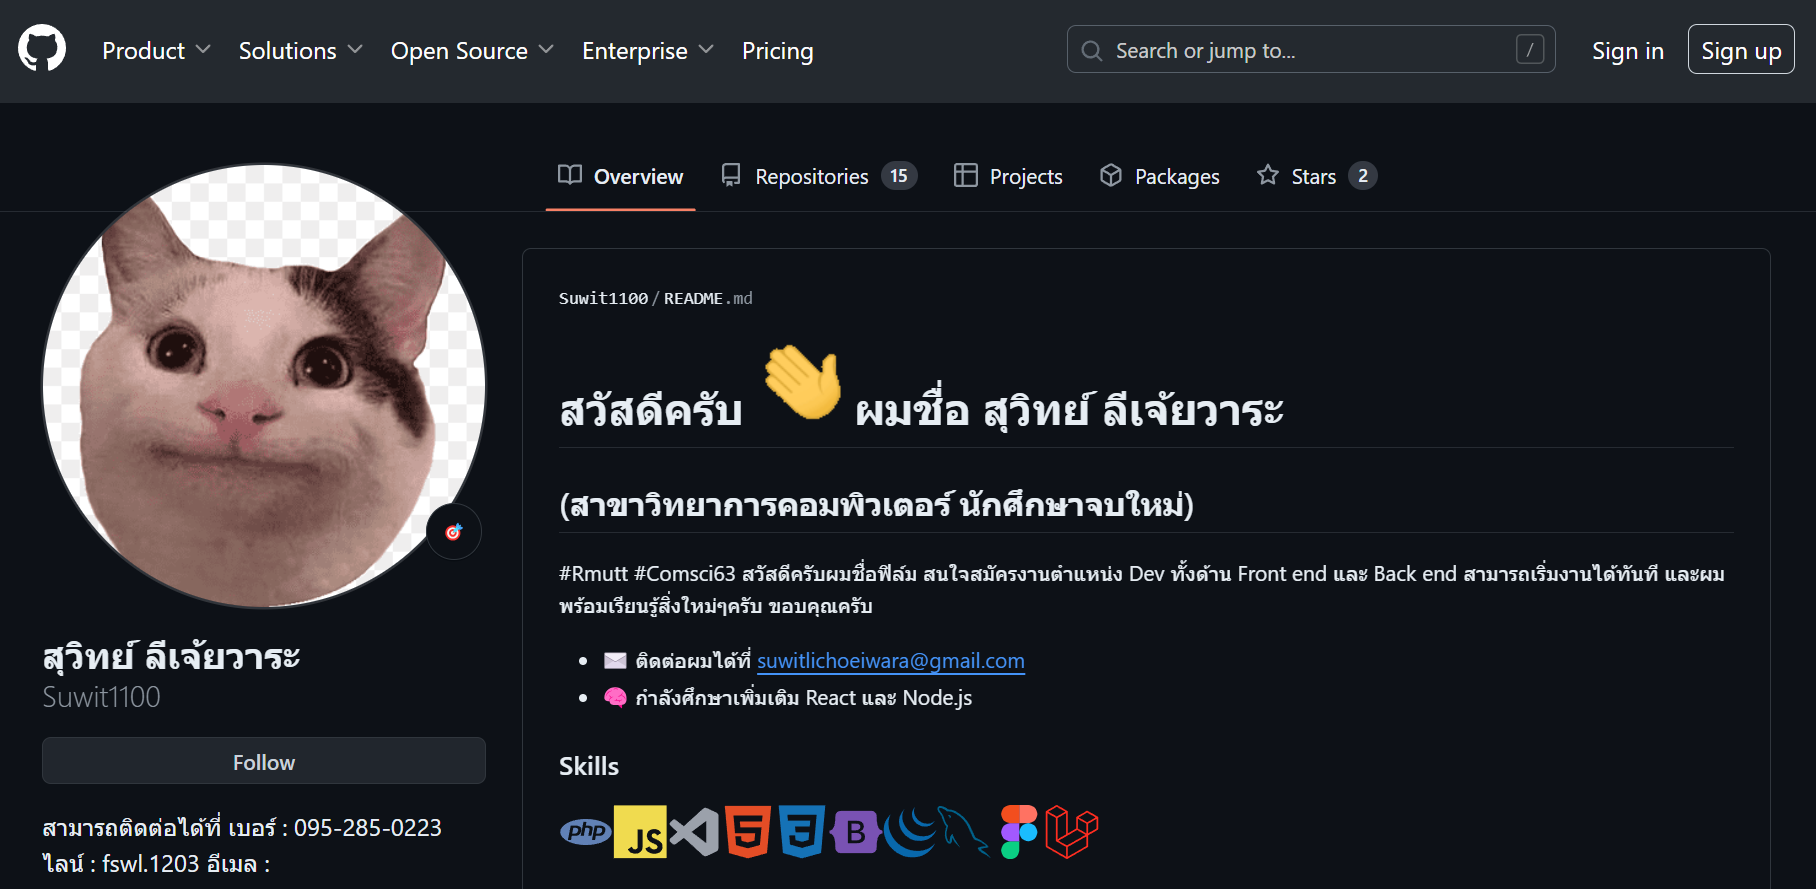 Product Solutions Open Source Enterprise Pricing Search or jump to... / Sign in Sign up
Overview Repositories 15 Projects Packages Stars 2
Suwit1100/README.md
สวัสดีครับ 👋 ผมชื่อ สุวิทย์ ลีเจ้ยวาระ
(สาขาวิทยาการคอมพิวเตอร์ นักศึกษาจบใหม่)
#Rmutt #Comsci63 สวัสดีครับผมชื่อฟิล์ม สนใจสมัครงานตำแหน่ง Dev ทั้งด้าน Front end และ Back end สามารถเริ่มงานได้ทันที และผม
พร้อมเรียนรู้สิ่งใหม่ๆครับ ขอบคุณครับ
✉️ ติดต่อผมได้ที่ suwitlichoeiwara@gmail.com
🧠 กำลังศึกษาเพิ่มเติม React และ Node.js
Skills
php JS 5 3 B
สุวิทย์ ลีเจ้ยวาระ
Suwit1100
Follow
สามารถติดต่อได้ที่ เบอร์ : 095-285-0223
ไลน์ : fswl.1203 อีเมล :